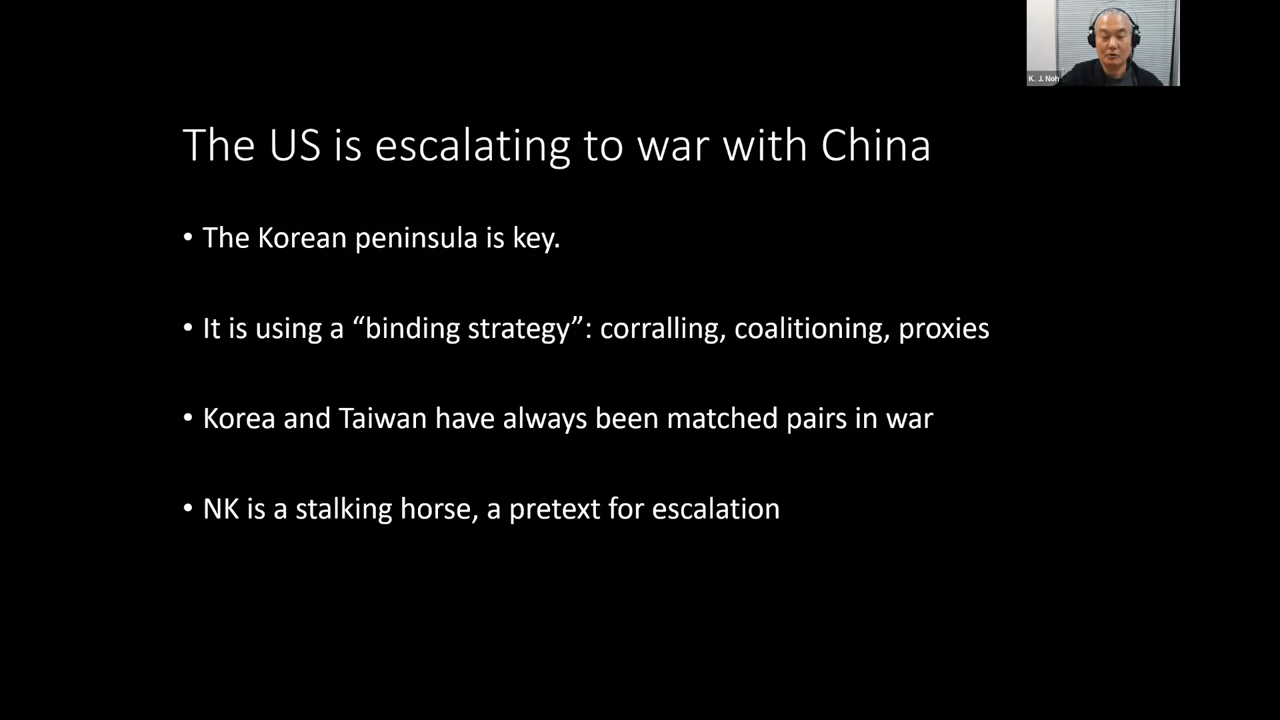 K. J. Noh
The US is escalating to war with China
• The Korean peninsula is key.
• It is using a “binding strategy”: corralling, coalitioning, proxies
• Korea and Taiwan have always been matched pairs in war
• NK is a stalking horse, a pretext for escalation